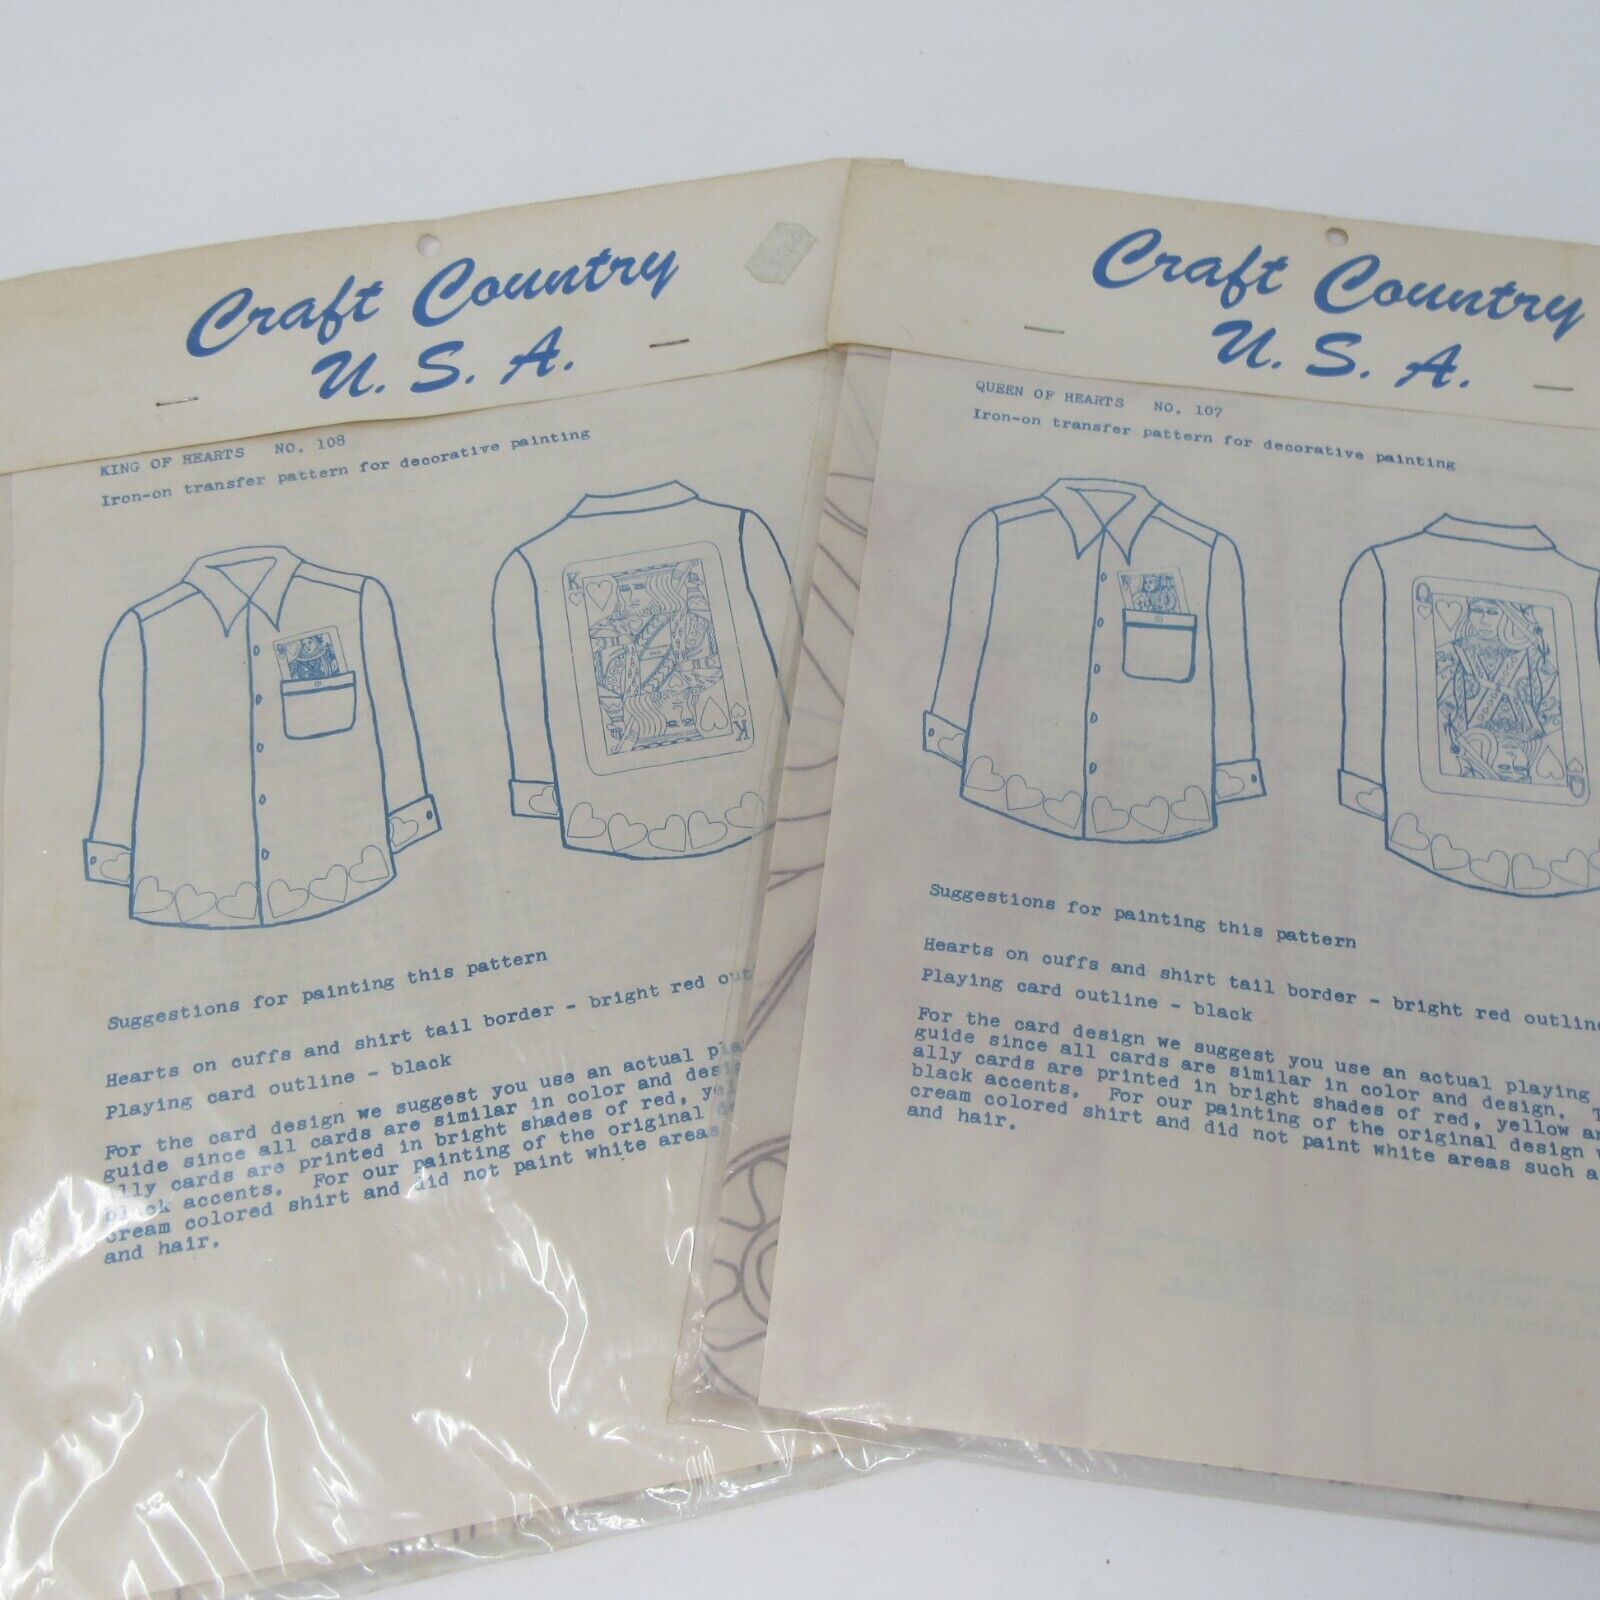 Craft Country
U. S. A.
KING OF HEARTS NO. 108
Iron-on transfer pattern for decorative painting
K
K
Suggestions for painting this pattern
Hearts on cuffs and shirt tail border - bright red out
Playing card outline - black
For the card design we suggest you use an actual pla
guide since all cards are similar in color and desi
ally cards are printed in bright shades of red, yel
black accents. For our painting of the original d
cream colored shirt and did not paint white areas
and hair.
Craft Country
U. S. A.
QUEEN OF HEARTS NO. 107
Iron-on transfer pattern for decorative painting
K
Q
Q
Suggestions for painting this pattern
Hearts on cuffs and shirt tail border - bright red outline
Playing card outline - black
For the card design we suggest you use an actual playing
guide since all cards are similar in color and design. T
ally cards are printed in bright shades of red, yellow an
black accents. For our painting of the original design w
cream colored shirt and did not paint white areas such a
and hair.